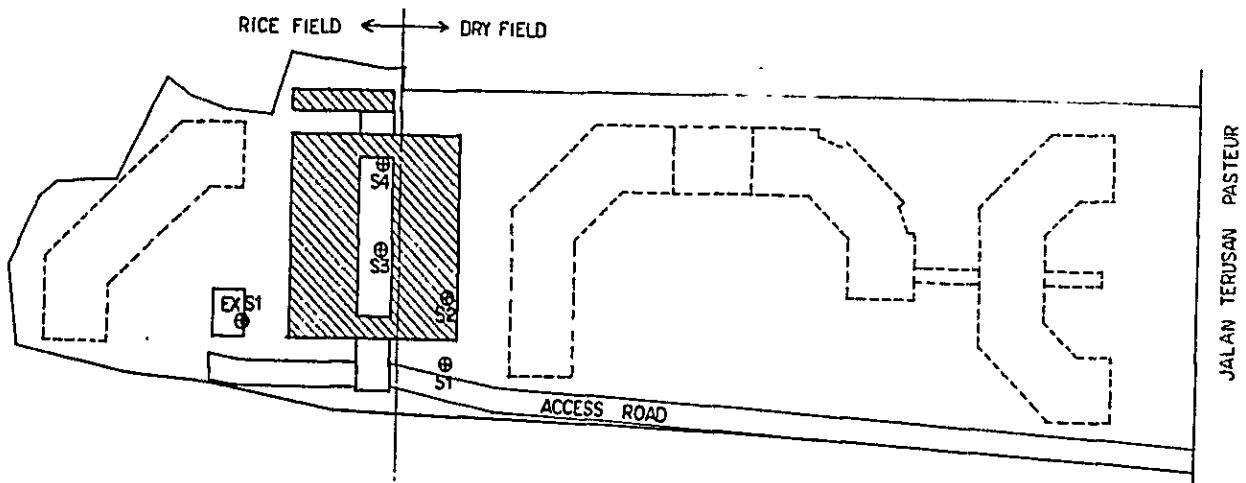 RICE FIELD
DRY FIELD
S4
S3
EX S1
S2
S1
ACCESS ROAD
JALAN TERUSAN PASTEUR